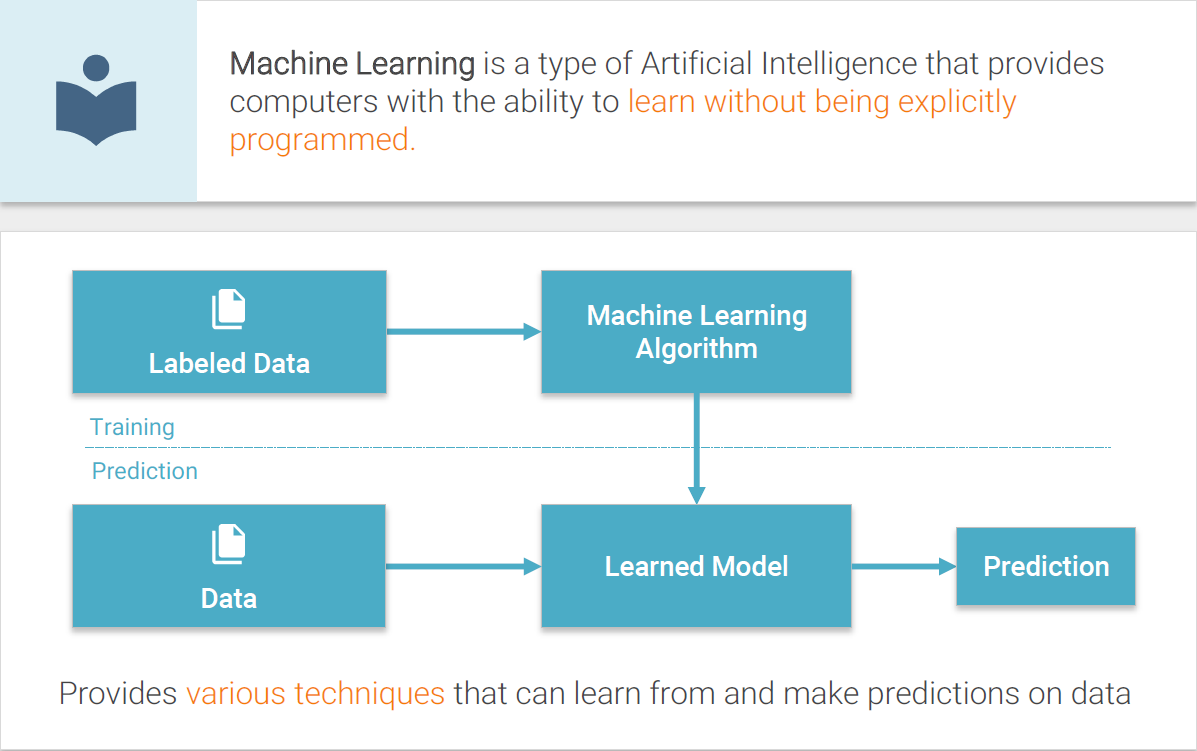 Machine Learning is a type of Artificial Intelligence that provides
computers with the ability to learn without being explicitly
programmed.
Labeled Data
Machine Learning
Algorithm
Training
Prediction
Data
Learned Model
Prediction
Provides various techniques that can learn from and make predictions on data